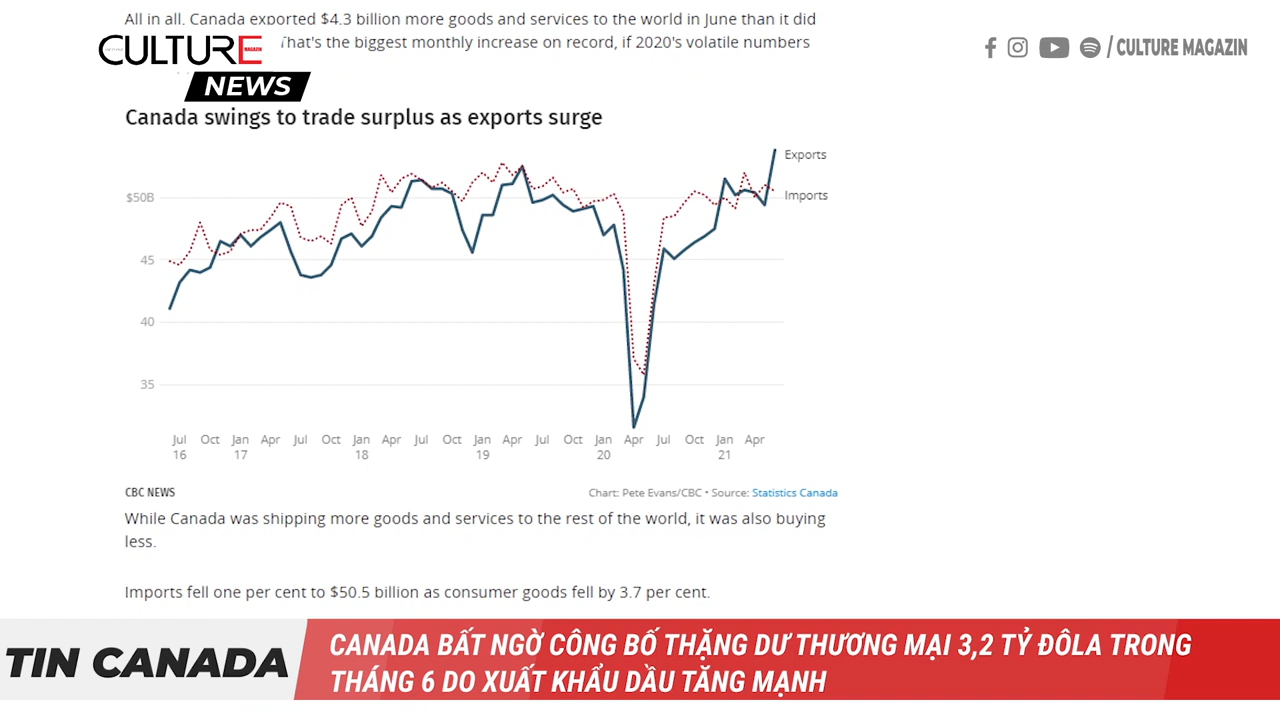 All in all, Canada exported $4.3 billion more goods and services to the world in June than it did
CULTURE
MAGAZIN
That's the biggest monthly increase on record, if 2020's volatile numbers
NEWS
/ CULTURE MAGAZIN
Canada swings to trade surplus as exports surge
Exports
Imports
$50B
45
40
35
Jul Oct Jan Apr Jul Oct Jan Apr Jul Oct Jan Apr Jul Oct Jan Apr Jul Oct Jan Apr
16 17 18 19 20 21
CBC NEWS
Chart: Pete Evans/CBC • Source: Statistics Canada
While Canada was shipping more goods and services to the rest of the world, it was also buying
less.
Imports fell one per cent to $50.5 billion as consumer goods fell by 3.7 per cent.
TIN CANADA
CANADA BẤT NGỜ CÔNG BỐ THẶNG DƯ THƯƠNG MẠI 3,2 TỶ ĐÔLA TRONG
THÁNG 6 DO XUẤT KHẨU DẦU TĂNG MẠNH